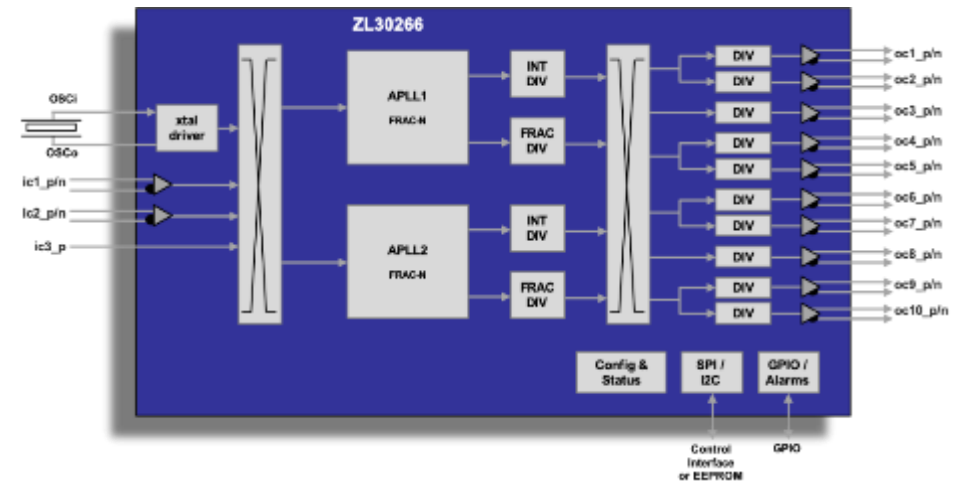 ZL30266
OSCi
OSCo
xtal
driver
ic1_p/n
Ic2_p/n
ic3_p
APLL1
FRAC-N
INT
DIV
FRAC
DIV
APLL2
FRAC-N
INT
DIV
FRAC
DIV
DIV
oc1_p/n
DIV
oc2_p/n
DIV
oc3_p/n
DIV
oc4_p/n
DIV
oc5_p/n
DIV
oc6_p/n
DIV
oc7_p/n
DIV
oc8_p/n
DIV
oc9_p/n
DIV
oc10_p/n
Config &
Status
SPI /
I2C
GPIO /
Alarms
Control
Interface
or EEPROM
GPIO